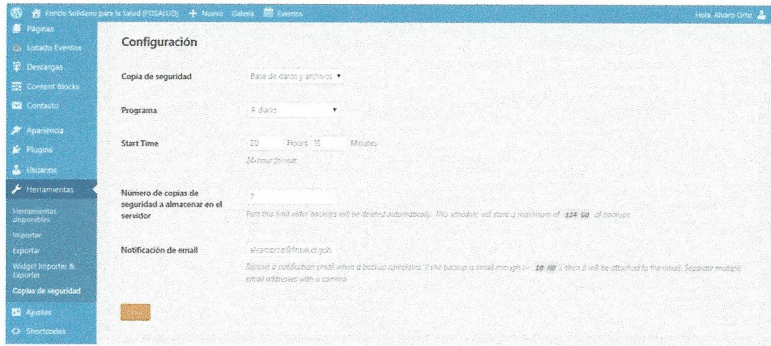 Fondo Solidario para la Salud (FOSALUD) + Nuevo Galería Eventos
Hola, Alvaro Ortiz
Páginas
Listado Eventos
Descargas
Content Blocks
Contacto
Apariencia
Plugins
Usuarios
Herramientas
Herramientas disponibles
Importar
Exportar
Widget Importer & Exporter
Copias de seguridad
Ajustes
Shortcodes
Configuración
Copia de seguridad
Base de datos y archivos
Programa
A diario
Start Time
20 Hours 15 Minutes
24-hour format.
Número de copias de
seguridad a almacenar en el
servidor
7
Past this limit older backups will be deleted automatically. This schedule will store a maximum of 124 GB of backups
Notificación de email
Receive a notification email when a backup completes. If the backup is small enough (< 10 MB ), then it will be attached to the email. Separate multiple
email addresses with a comma